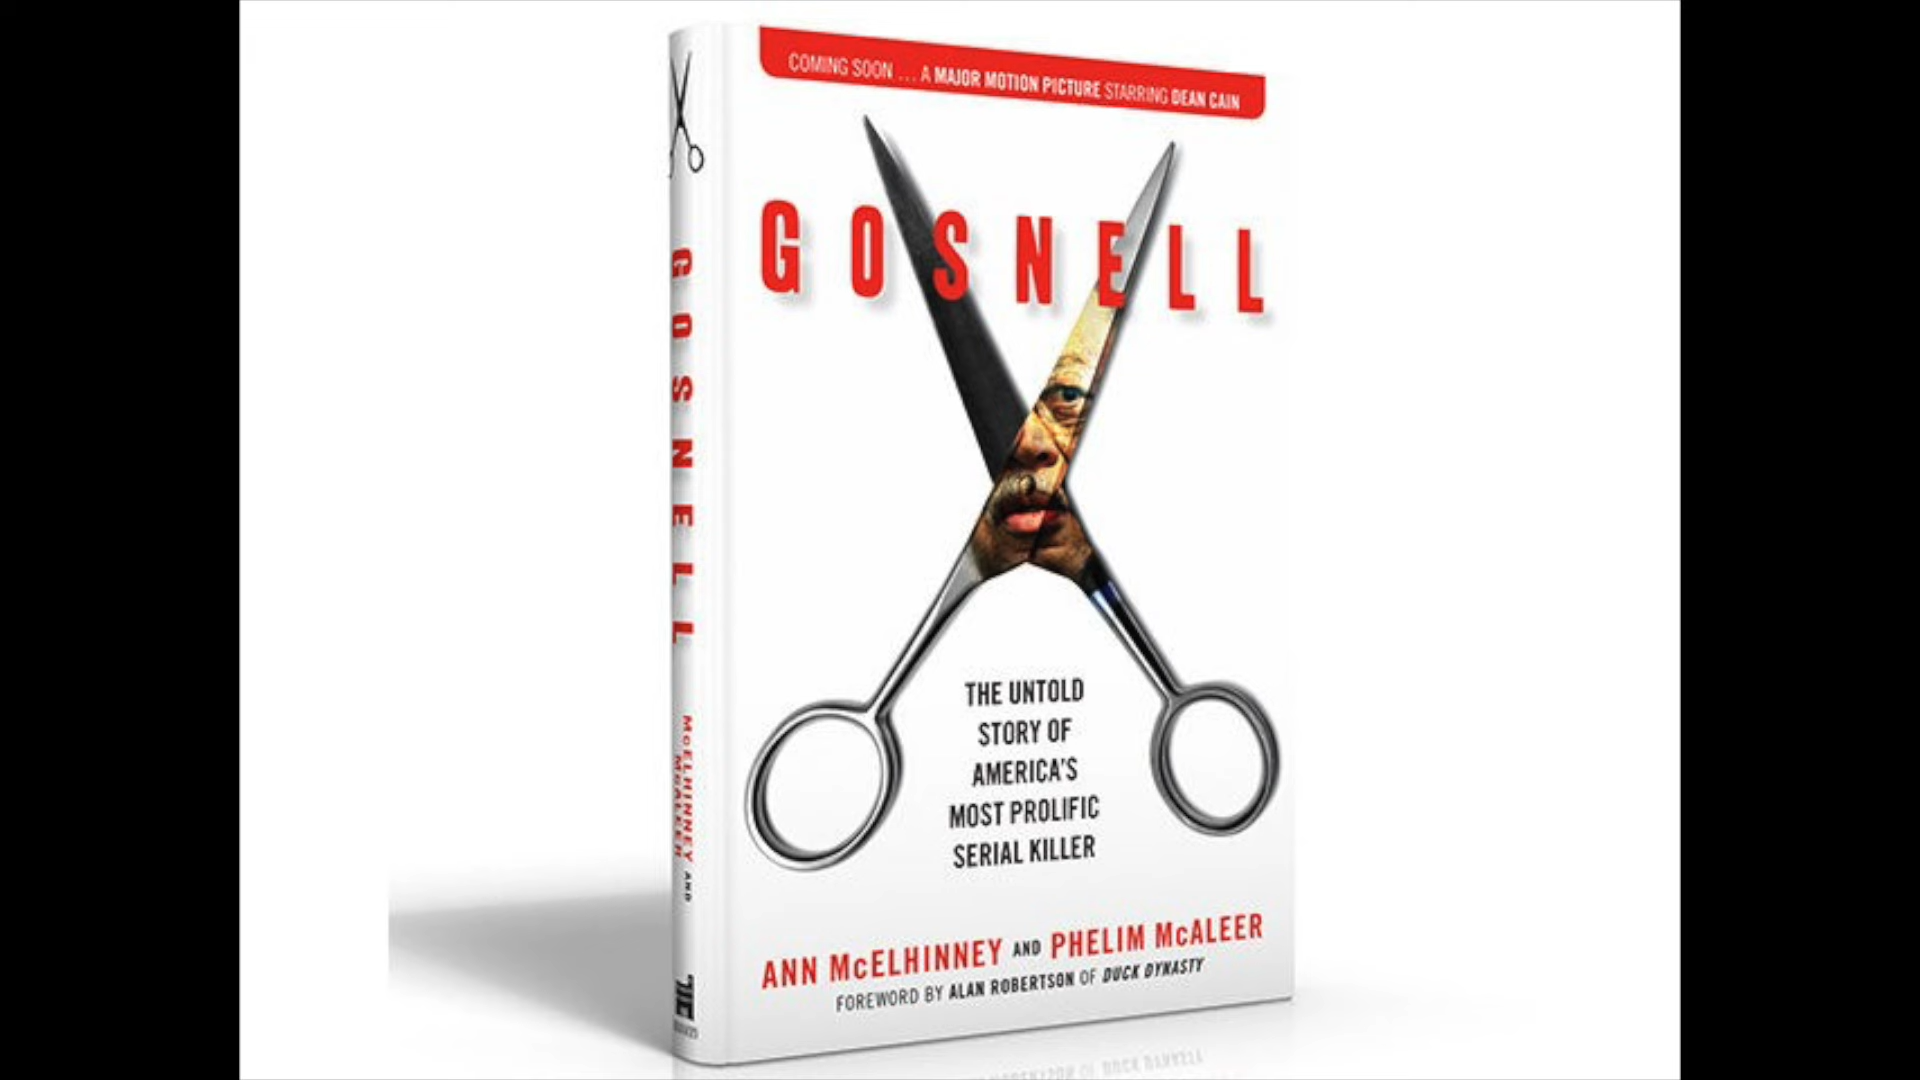 COMING SOON ... A MAJOR MOTION PICTURE STARRING DEAN CAIN
GOSNELL
THE UNTOLD
STORY OF
AMERICA'S
MOST PROLIFIC
SERIAL KILLER
ANN McELHINNEY AND PHELIM McALEER
FOREWORD BY ALAN ROBERTSON OF DUCK DYNASTY
GOSNELL
McELHINNEY AND
McALEER